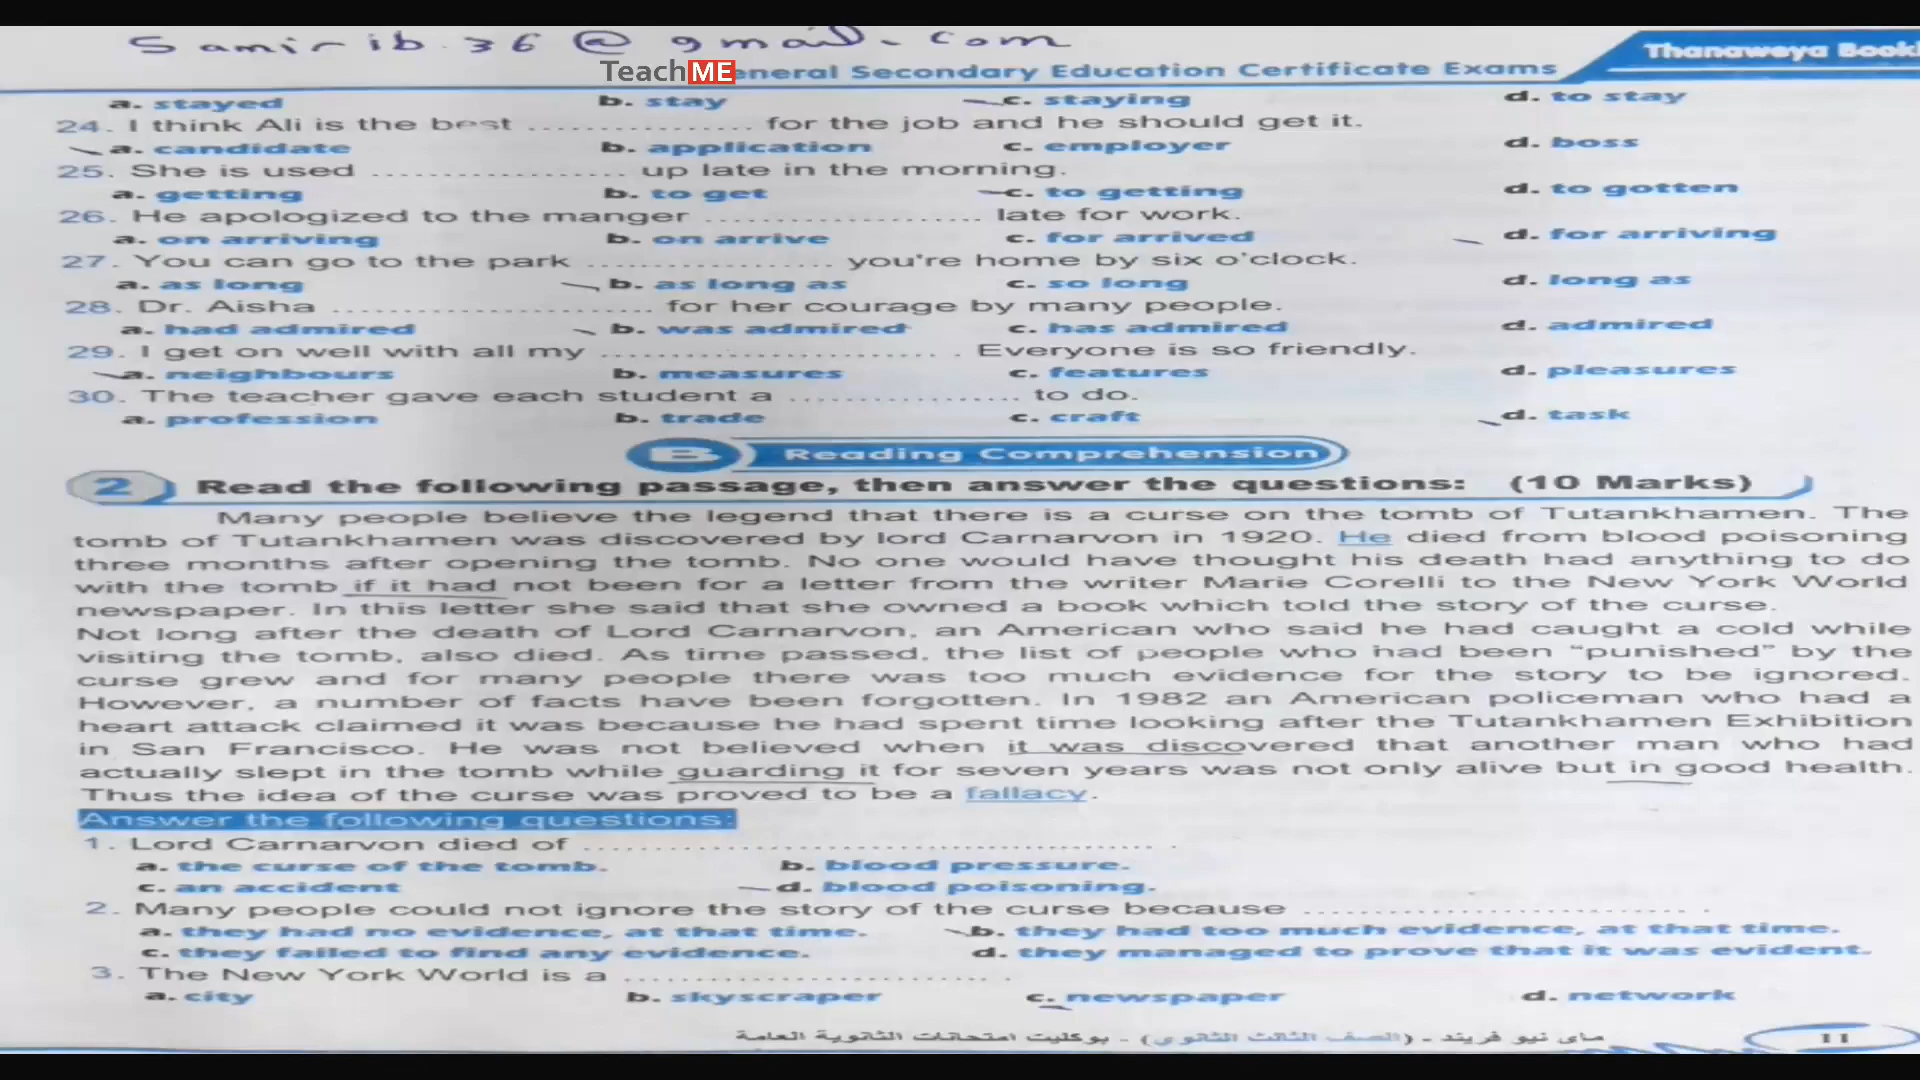 Samir ib.36@gmail.com
Thanaweya Bookl
TeachME eneral Secondary Education Certificate Exams
a. stayed b. stay c. staying d. to stay
24. I think Ali is the best .................... for the job and he should get it.
a. candidate b. application c. employer d. boss
25. She is used .................... up late in the morning.
a. getting b. to get c. to getting d. to gotten
26. He apologized to the manger .................... late for work.
a. on arriving b. on arrive c. for arrived d. for arriving
27. You can go to the park .................... you're home by six o'clock.
a. as long b. as long as c. so long d. long as
28. Dr. Aisha .................... for her courage by many people.
a. had admired b. was admired c. has admired d. admired
29. I get on well with all my .................... . Everyone is so friendly.
a. neighbours b. measures c. features d. pleasures
30. The teacher gave each student a .................... to do.
a. profession b. trade c. craft d. task
B Reading Comprehension
2 Read the following passage, then answer the questions: (10 Marks)
Many people believe the legend that there is a curse on the tomb of Tutankhamen. The
tomb of Tutankhamen was discovered by lord Carnarvon in 1920. He died from blood poisoning
three months after opening the tomb. No one would have thought his death had anything to do
with the tomb if it had not been for a letter from the writer Marie Corelli to the New York World
newspaper. In this letter she said that she owned a book which told the story of the curse.
Not long after the death of Lord Carnarvon, an American who said he had caught a cold while
visiting the tomb, also died. As time passed, the list of people who had been "punished" by the
curse grew and for many people there was too much evidence for the story to be ignored.
However, a number of facts have been forgotten. In 1982 an American policeman who had a
heart attack claimed it was because he had spent time looking after the Tutankhamen Exhibition
in San Francisco. He was not believed when it was discovered that another man who had
actually slept in the tomb while guarding it for seven years was not only alive but in good health.
Thus the idea of the curse was proved to be a fallacy.
Answer the following questions:
1. Lord Carnarvon died of .................... .
a. the curse of the tomb. b. blood pressure.
c. an accident d. blood poisoning.
2. Many people could not ignore the story of the curse because .................... .
a. they had no evidence, at that time. b. they had too much evidence, at that time.
c. they failed to find any evidence. d. they managed to prove that it was evident.
3. The New York World is a .................... .
a. city b. skyscraper c. newspaper d. network
ماى نيو فريند - (الصف الثالث الثانوي) - بوكليت امتحانات الثانوية العامة
11